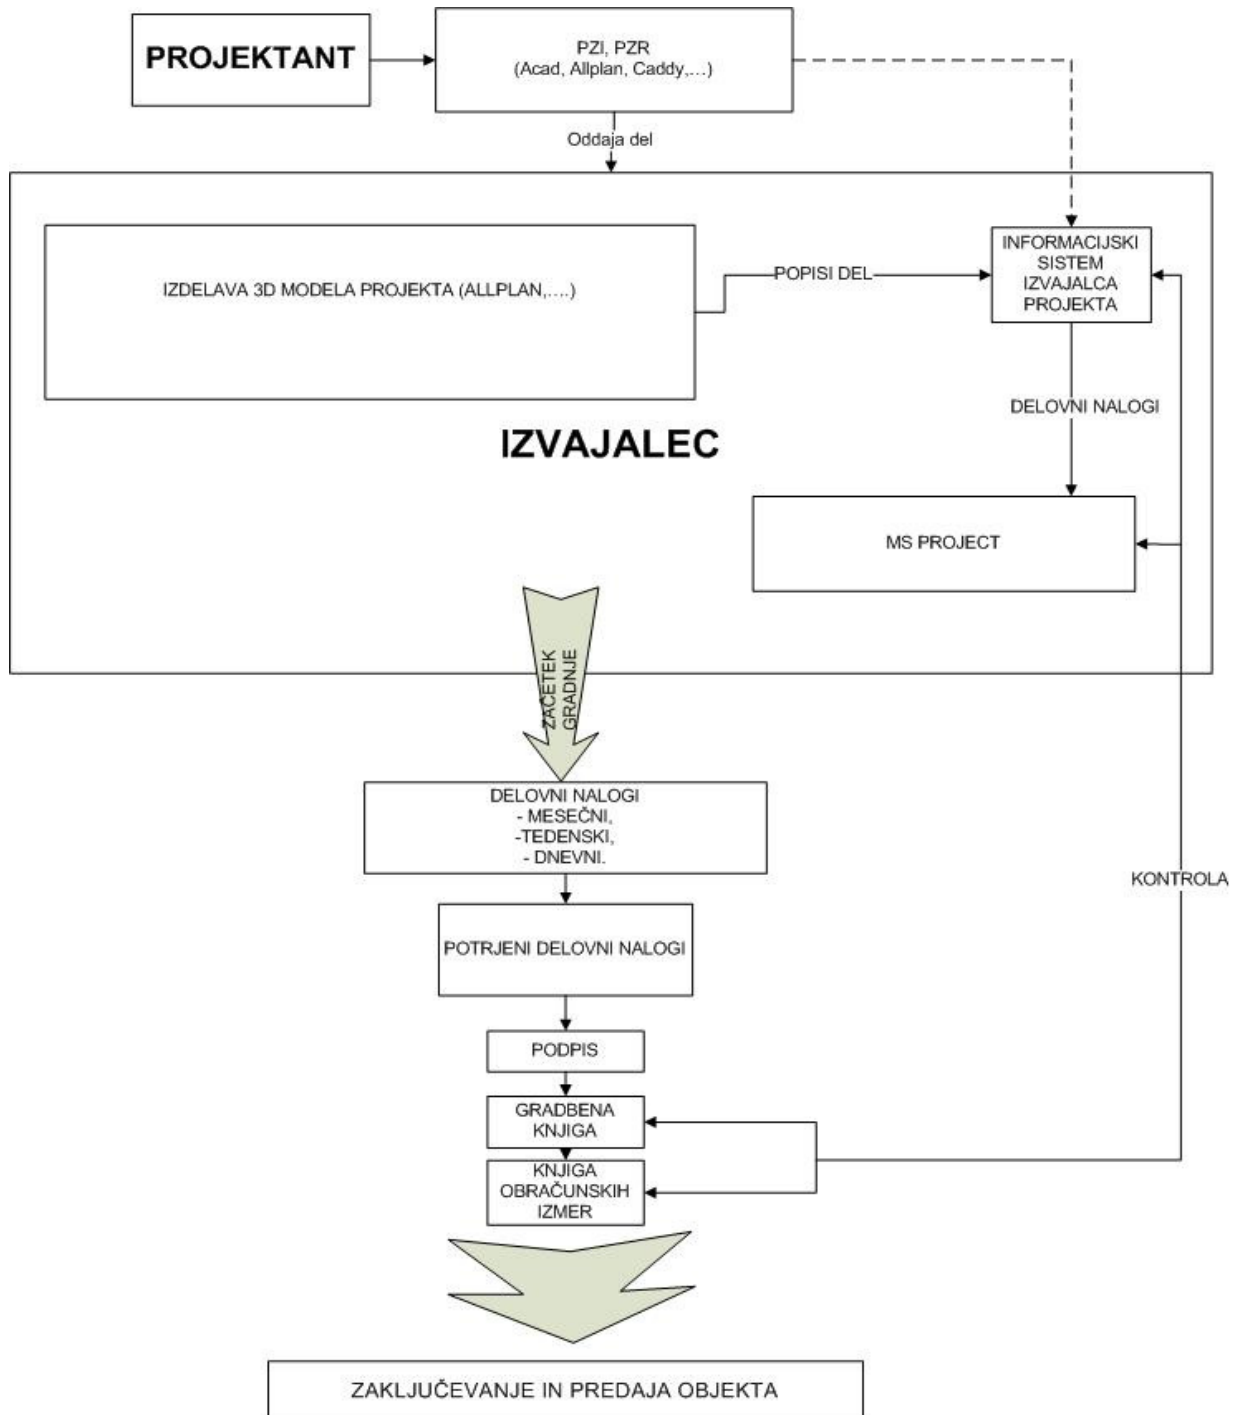 PROJEKTANT
PZI, PZR
(Acad, Allplan, Caddy,...)
Oddaja del
IZDELAVA 3D MODELA PROJEKTA (ALLPLAN,....)
POPISI DEL
INFORMACIJSKI
SISTEM
IZVAJALCA
PROJEKTA
DELOVNI NALOGI
IZVAJALEC
MS PROJECT
ZAČETEK
GRADNJE
DELOVNI NALOGI
- MESEČNI,
-TEDENSKI,
- DNEVNI.
KONTROLA
POTRJENI DELOVNI NALOGI
PODPIS
GRADBENA
KNJIGA
KNJIGA
OBRAČUNSKIH
IZMER
ZAKLJUČEVANJE IN PREDAJA OBJEKTA